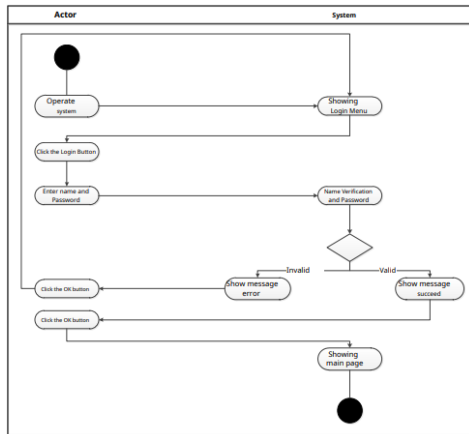 Actor
System
Operate
system
Showing
Login Menu
Click the Login Button
Enter name and
Password
Name Verification
and Password
Invalid
Valid
Click the OK button
Show message
error
Show message
succeed
Click the OK button
Showing
main page